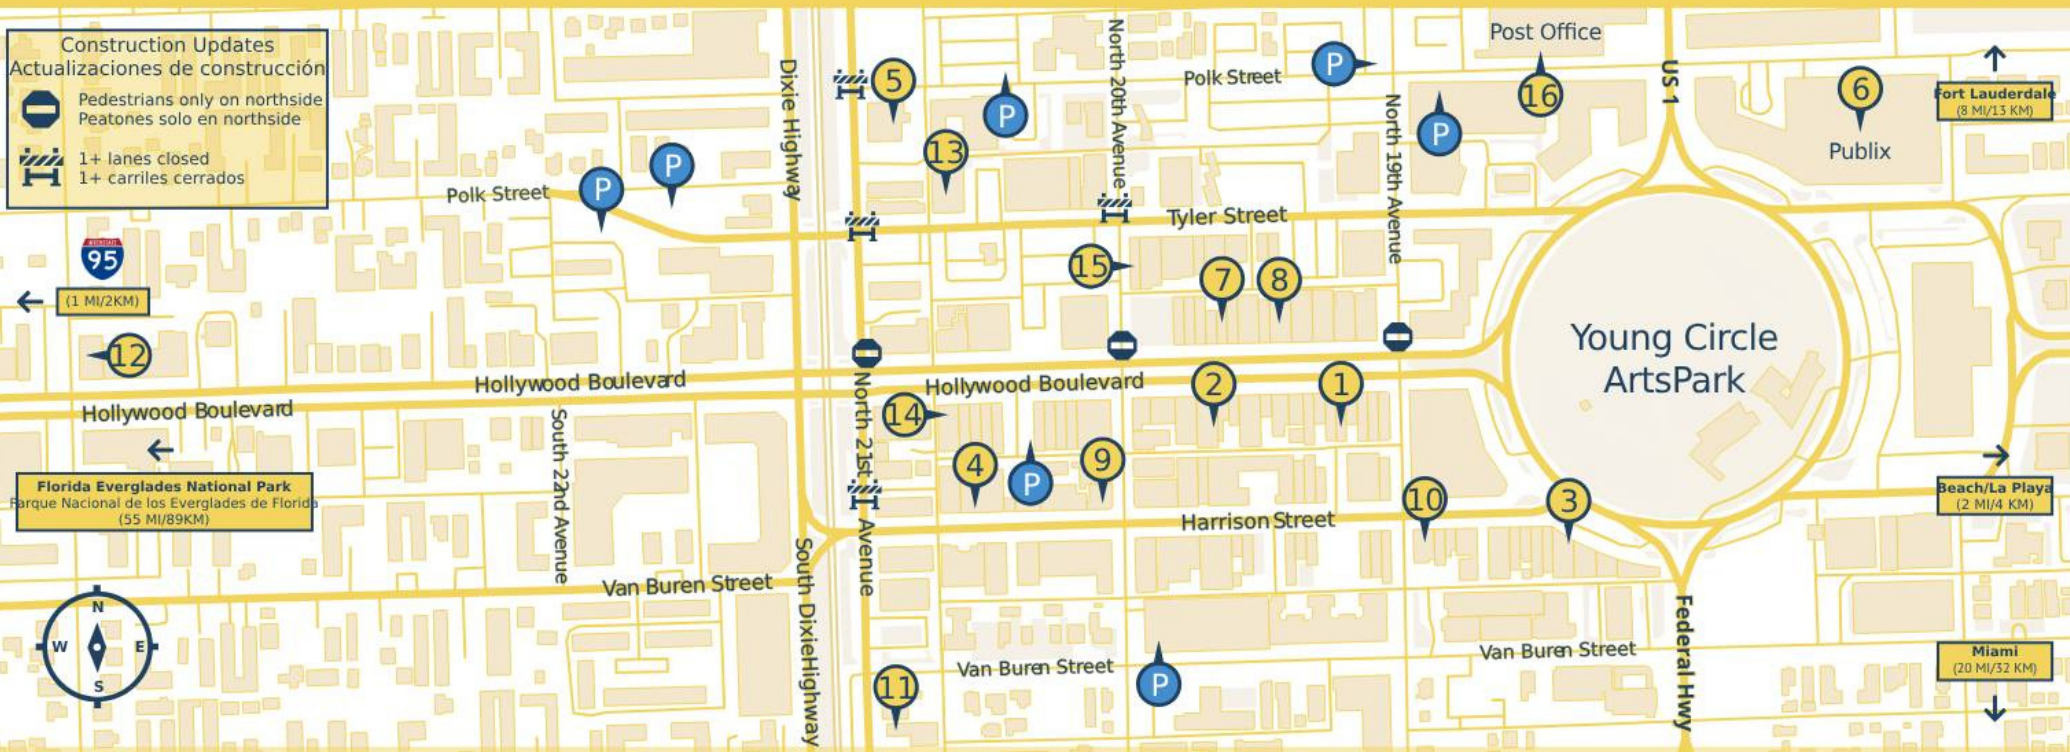 Construction Updates
Actualizaciones de construcción
Pedestrians only on northside
Peatones solo en northside
1+ lanes closed
1+ carriles cerrados
Post Office
Fort Lauderdale
(8 MI/13 KM)
Publix
Polk Street
Polk Street
Dixie Highway
North 20th Avenue
North 19th Avenue
US 1
P
P
P
P
P
5
13
16
6
Tyler Street
INTERSTATE
95
(1 MI/2KM)
12
15
7
8
Young Circle
ArtsPark
Hollywood Boulevard
Hollywood Boulevard
Hollywood Boulevard
2
1
14
4
P
9
10
3
North 21st Avenue
South 22nd Avenue
Florida Everglades National Park
Parque Nacional de los Everglades de Florida
(55 MI/89KM)
Beach/La Playa
(2 MI/4 KM)
Harrison Street
Van Buren Street
South DixieHighway
N
W
E
S
11
Van Buren Street
P
Van Buren Street
Federal Hwy
Miami
(20 MI/32 KM)